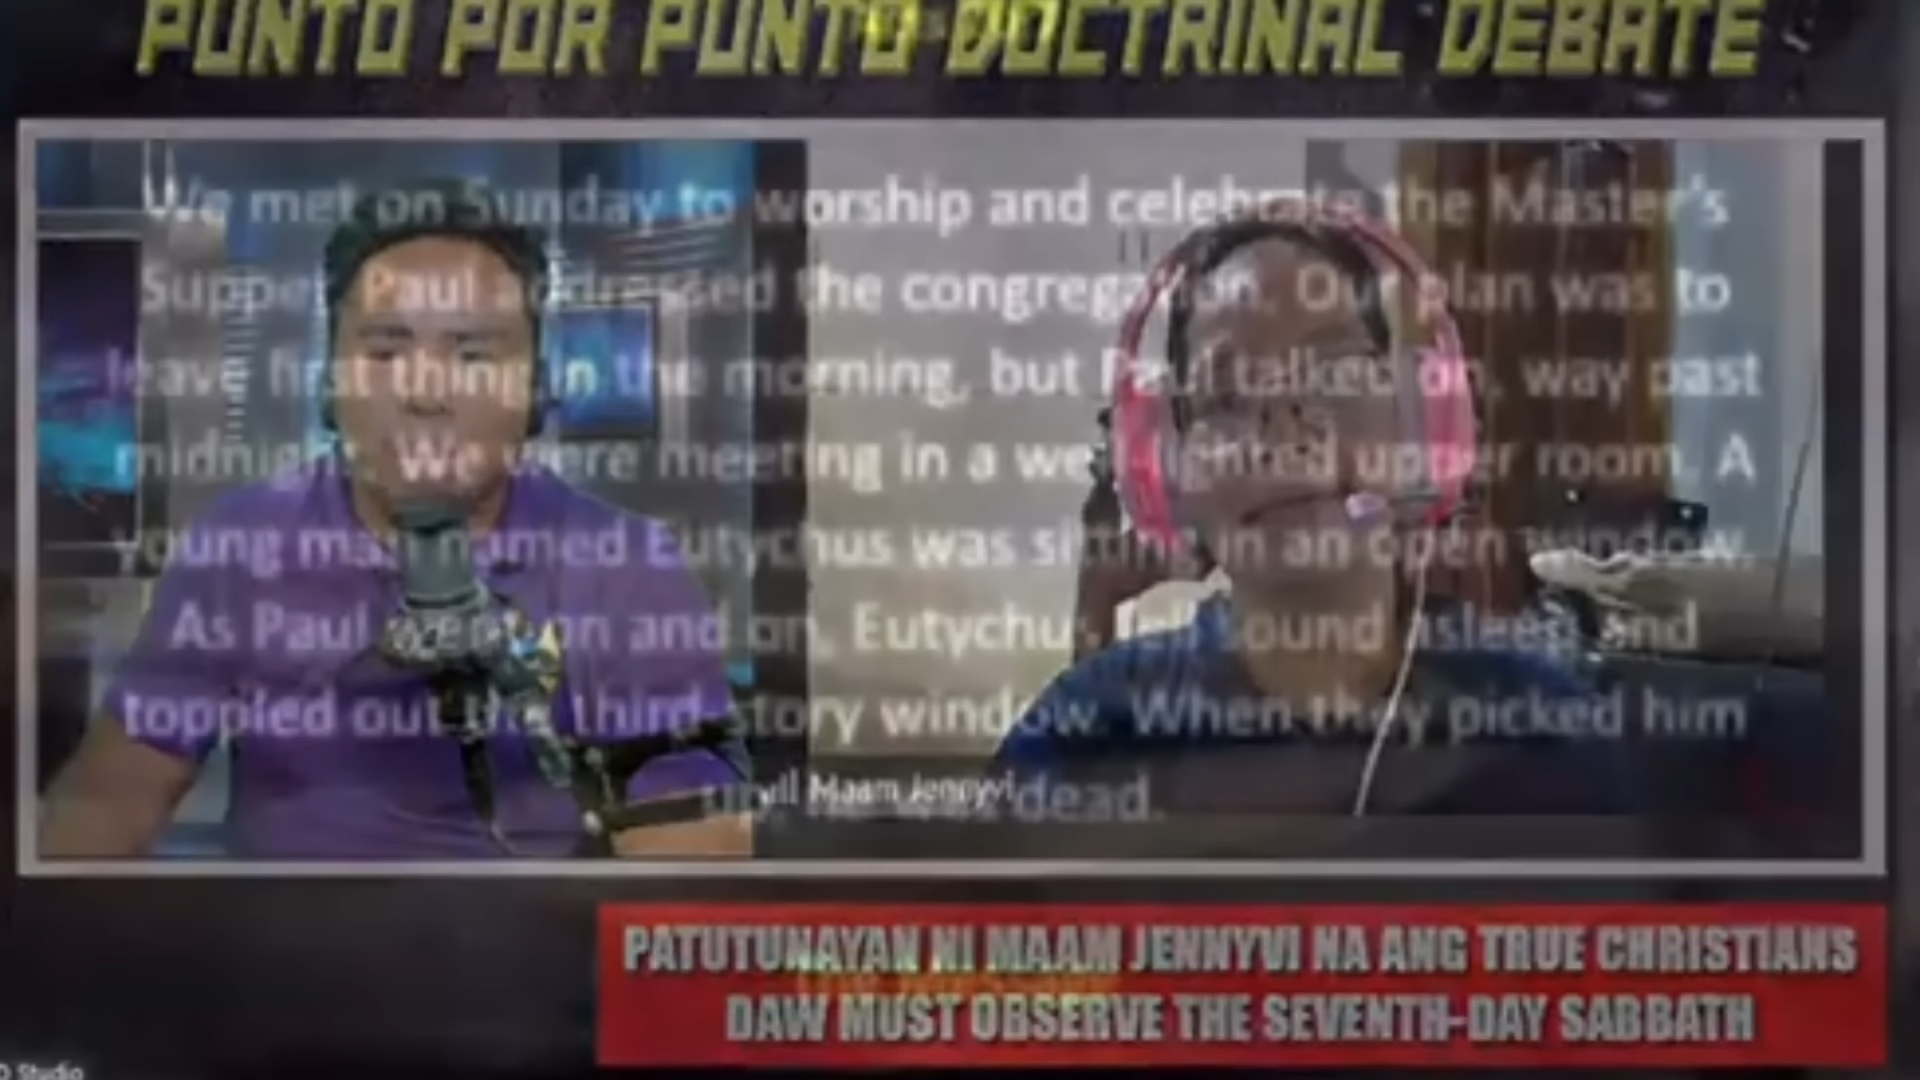 PUNTO POR PUNTO DOCTRINAL DEBATE
We met on Sunday to worship and celebrate the Master's
Supper. Paul addressed the congregation. Our plan was to
leave first thing in the morning, but Paul talked on, way past
midnight. We were meeting in a well-lighted upper room. A
young man named Eutychus was sitting in an open window.
As Paul went on and on, Eutychus fell sound asleep and
toppled out the third-story window. When they picked him
up, he was dead.
Maam Jennyvi
PATUTUNAYAN NI MAAM JENNYVI NA ANG TRUE CHRISTIANS
DAW MUST OBSERVE THE SEVENTH-DAY SABBATH
Studio